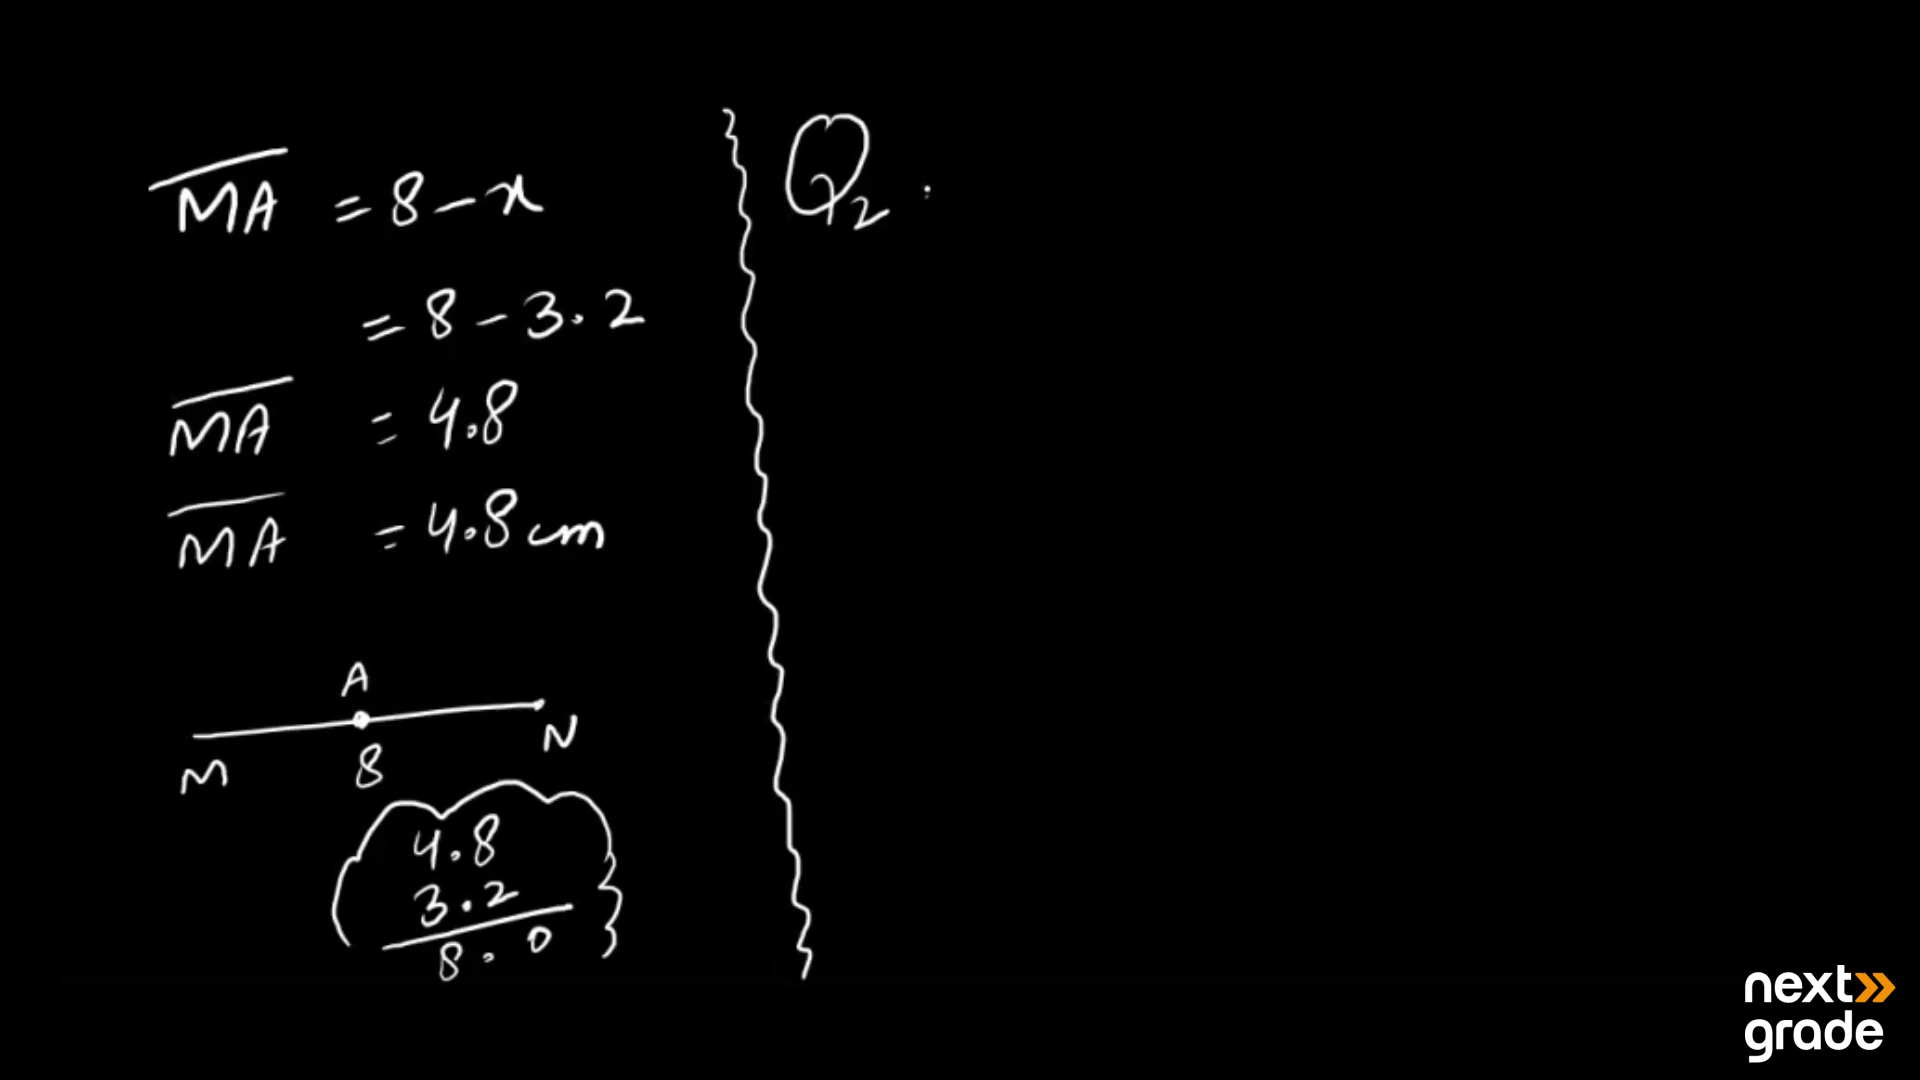 MA = 8 - x
= 8 - 3.2
MA = 4.8
MA = 4.8 cm
A
M 8 N
4.8
3.2
8.0
Q2.
next
grade